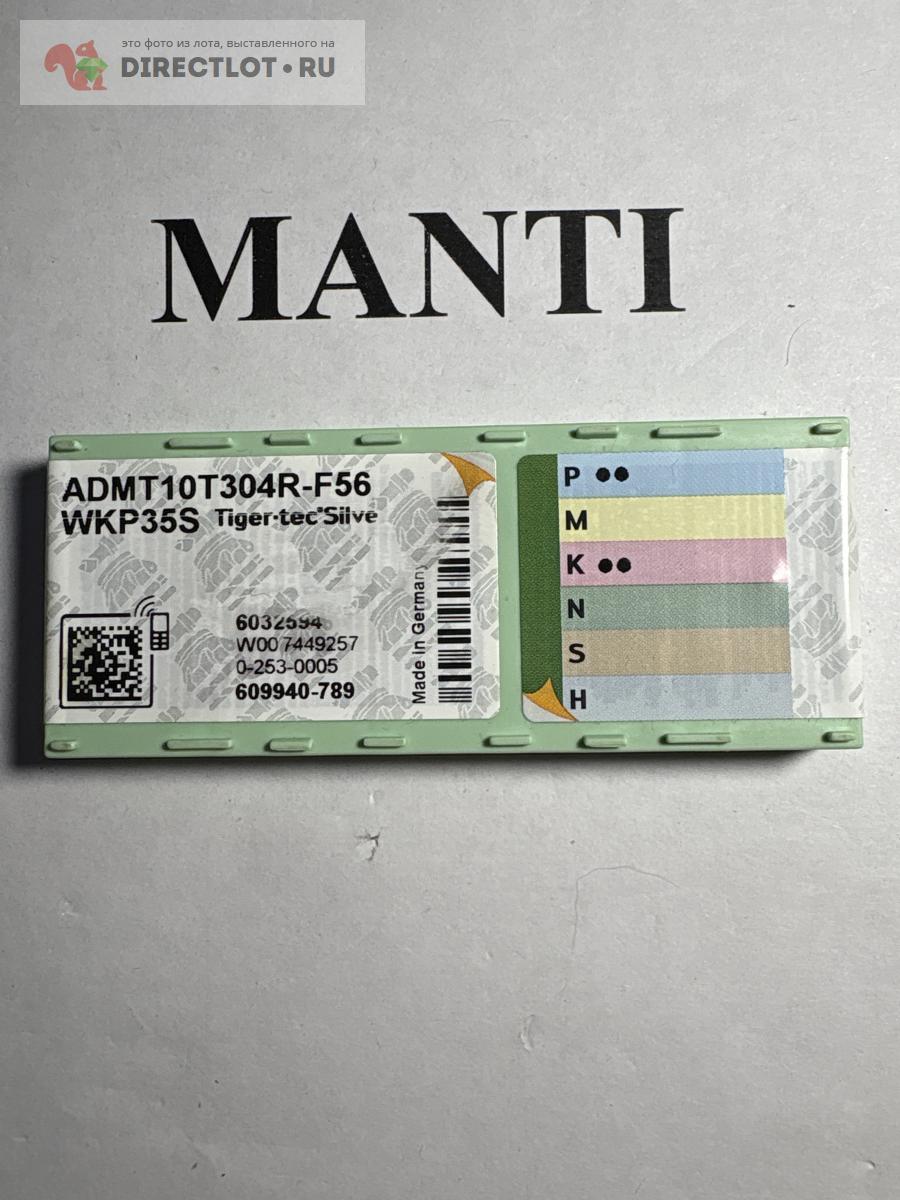 это фото из лота, выставленного на
DIRECTLOT•RU
MANTI
ADMT10T304R-F56
WKP35S Tiger·tec®Silve
6032594
W007449257
0-253-0005
609940-789
Made in Germany
P ●●
M
K ●●
N
S
H